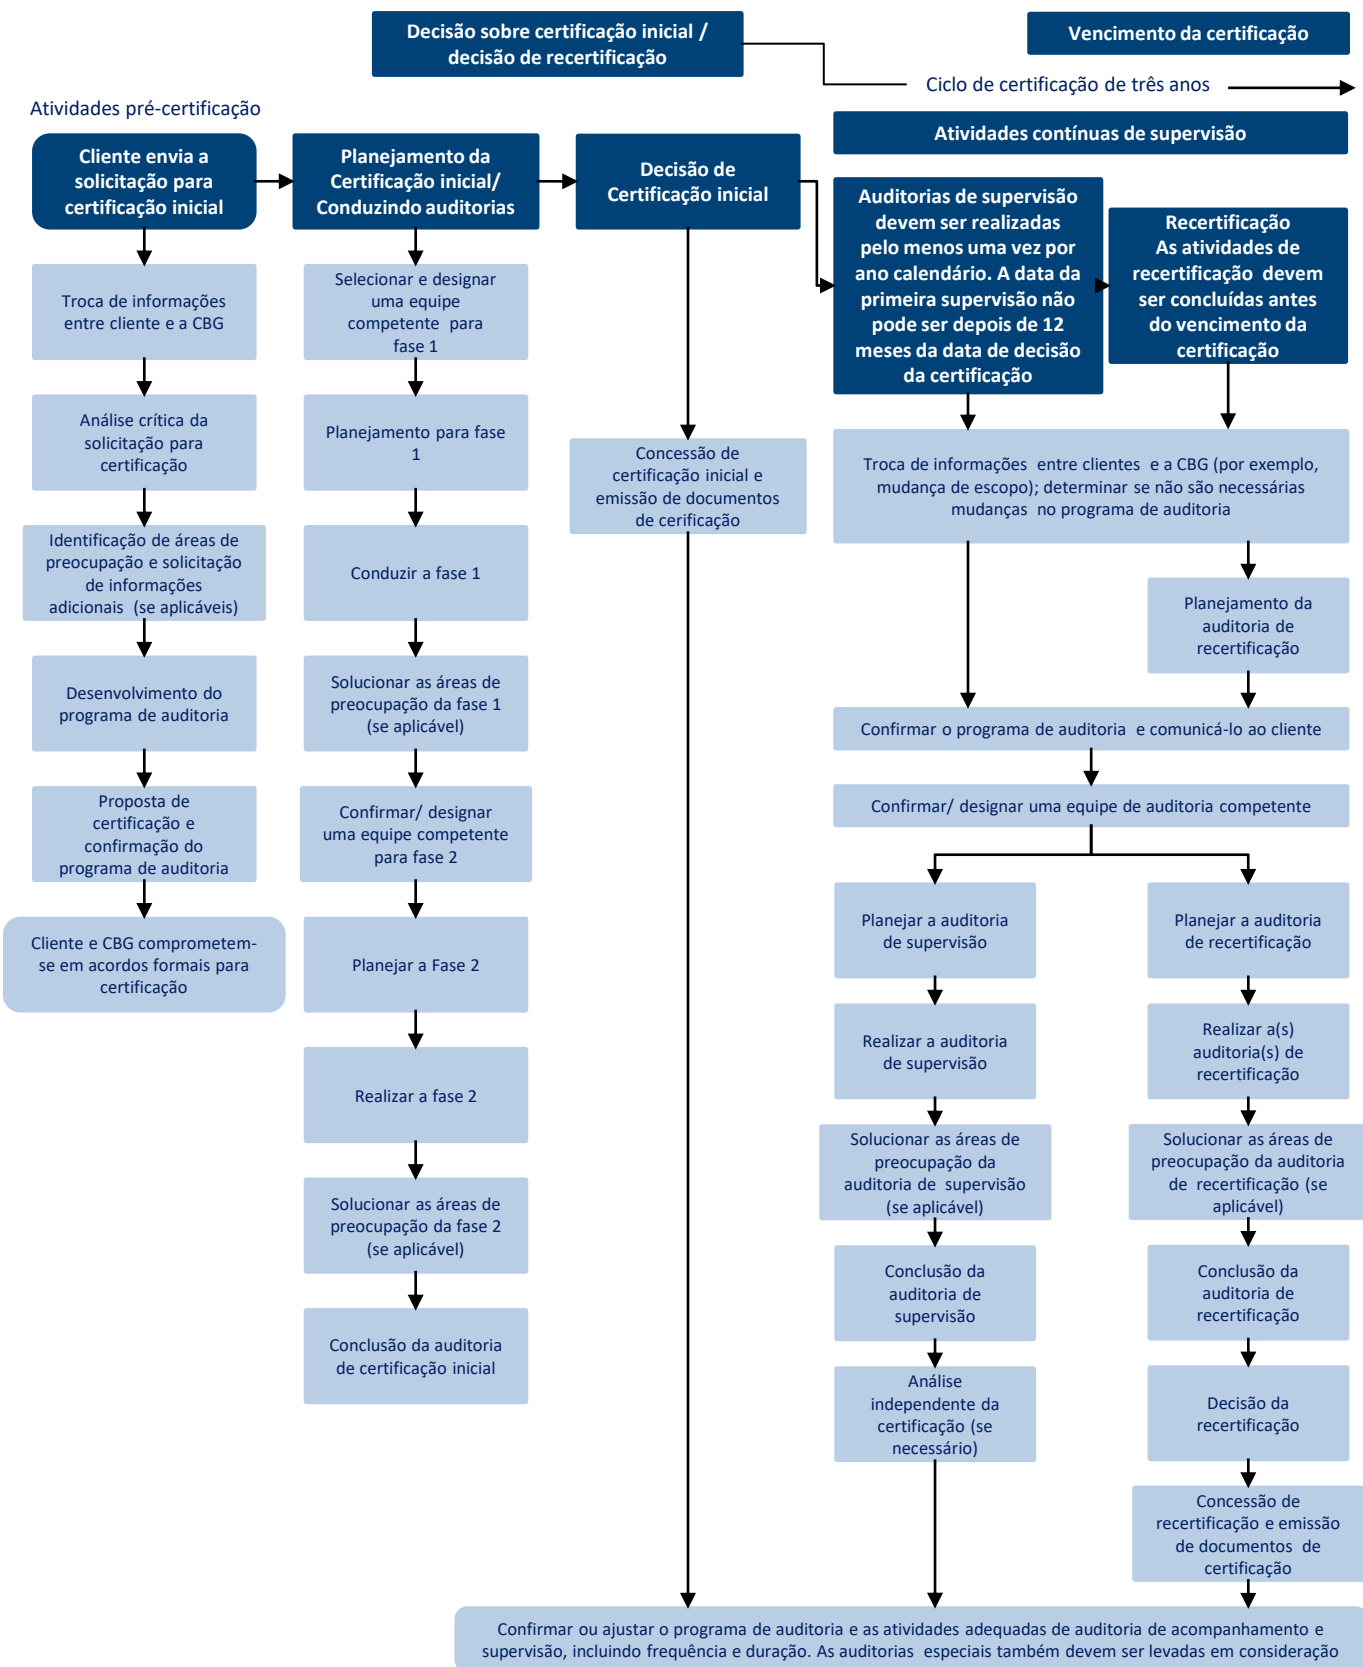 Decisão sobre certificação inicial /
decisão de recertificação
Vencimento da certificação
Ciclo de certificação de três anos
Atividades pré-certificação
Atividades contínuas de supervisão
Cliente envia a
solicitação para
certificação inicial
Troca de informações
entre cliente e a CBG
Análise crítica da
solicitação para
certificação
Identificação de áreas de
preocupação e solicitação
de informações
adicionais (se aplicáveis)
Desenvolvimento do
programa de auditoria
Proposta de
certificação e
confirmação do
programa de auditoria
Cliente e CBG comprometem-
se em acordos formais para
certificação
Planejamento da
Certificação inicial/
Conduzindo auditorias
Selecionar e designar
uma equipe
competente para
fase 1
Planejamento para fase
1
Conduzir a fase 1
Solucionar as áreas de
preocupação da fase 1
(se aplicável)
Confirmar/ designar
uma equipe competente
para fase 2
Planejar a Fase 2
Realizar a fase 2
Solucionar as áreas de
preocupação da fase 2
(se aplicável)
Conclusão da auditoria
de certificação inicial
Decisão de
Certificação inicial
Concessão de
certificação inicial e
emissão de documentos
de cerificação
Auditorias de supervisão
devem ser realizadas
pelo menos uma vez por
ano calendário. A data da
primeira supervisão não
pode ser depois de 12
meses da data de decisão
da certificação
Recertificação
As atividades de
recertificação devem
ser concluídas antes
do vencimento da
certificação
Troca de informações entre clientes e a CBG (por exemplo,
mudança de escopo); determinar se não são necessárias
mudanças no programa de auditoria
Planejamento da
auditoria de
recertificação
Confirmar o programa de auditoria e comunicá-lo ao cliente
Confirmar/ designar uma equipe de auditoria competente
Planejar a auditoria
de supervisão
Realizar a auditoria
de supervisão
Solucionar as áreas de
preocupação da
auditoria de supervisão
(se aplicável)
Conclusão da
auditoria de
supervisão
Análise
independente da
certificação (se
necessário)
Planejar a auditoria
de recertificação
Realizar a(s)
auditoria(s) de
recertificação
Solucionar as áreas de
preocupação da auditoria
de recertificação (se
aplicável)
Conclusão da
auditoria de
recertificação
Decisão da
recertificação
Concessão de
recertificação e emissão
de documentos de
certificação
Confirmar ou ajustar o programa de auditoria e as atividades adequadas de auditoria de acompanhamento e
supervisão, incluindo frequência e duração. As auditorias especiais também devem ser levadas em consideração